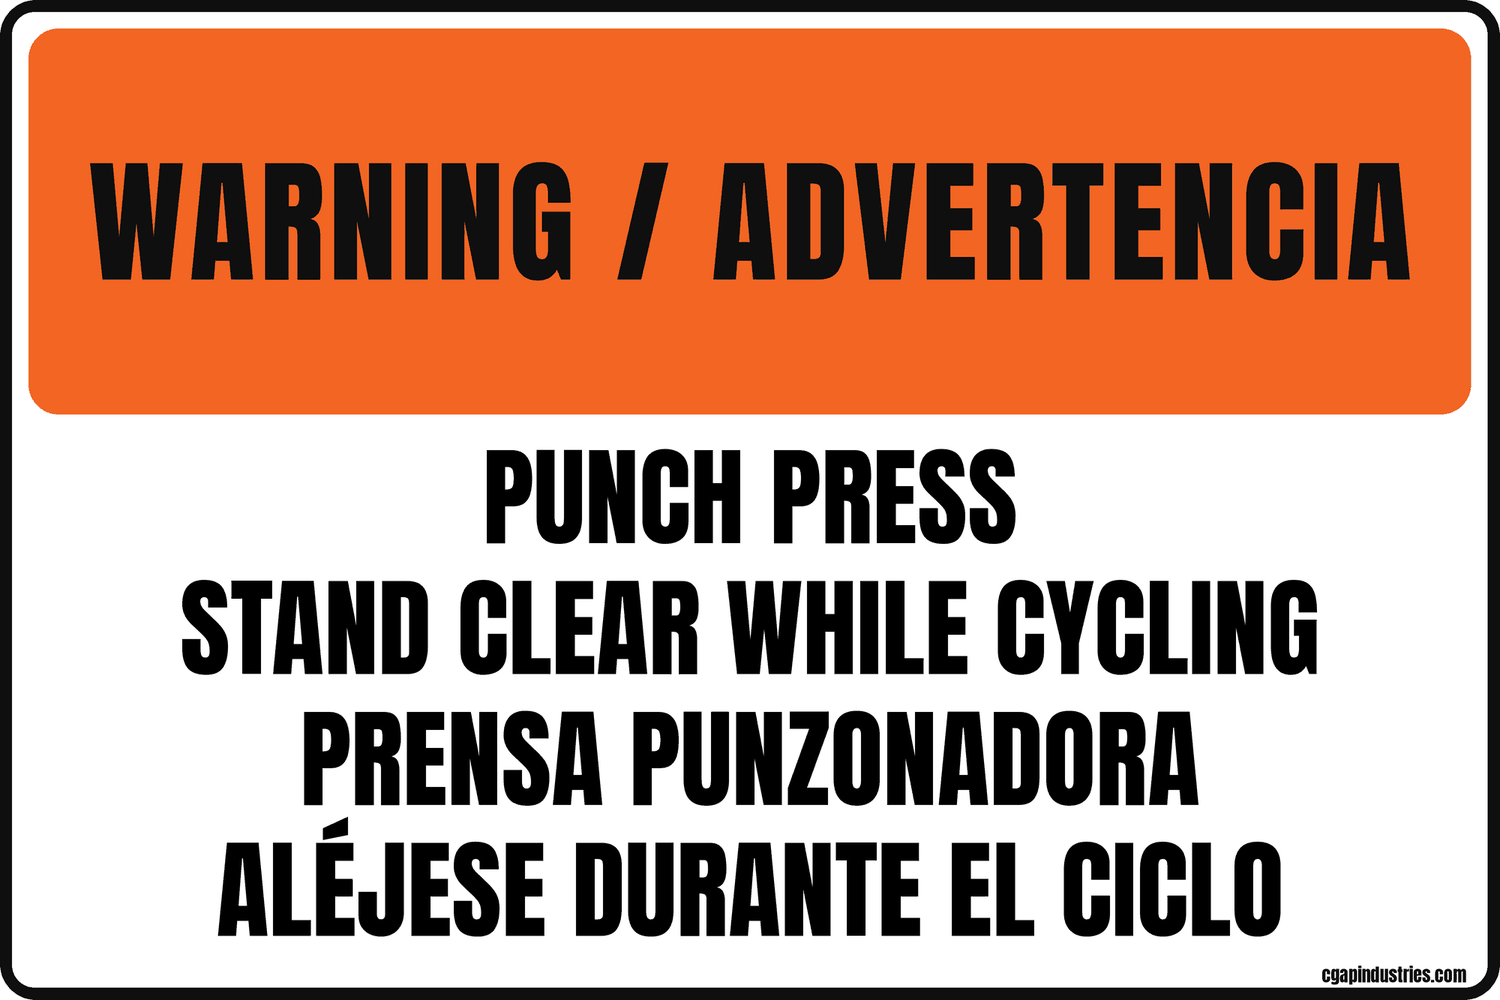 WARNING / ADVERTENCIA
PUNCH PRESS
STAND CLEAR WHILE CYCLING
PRENSA PUNZONADORA
ALÉJESE DURANTE EL CICLO
cgapindustries.com